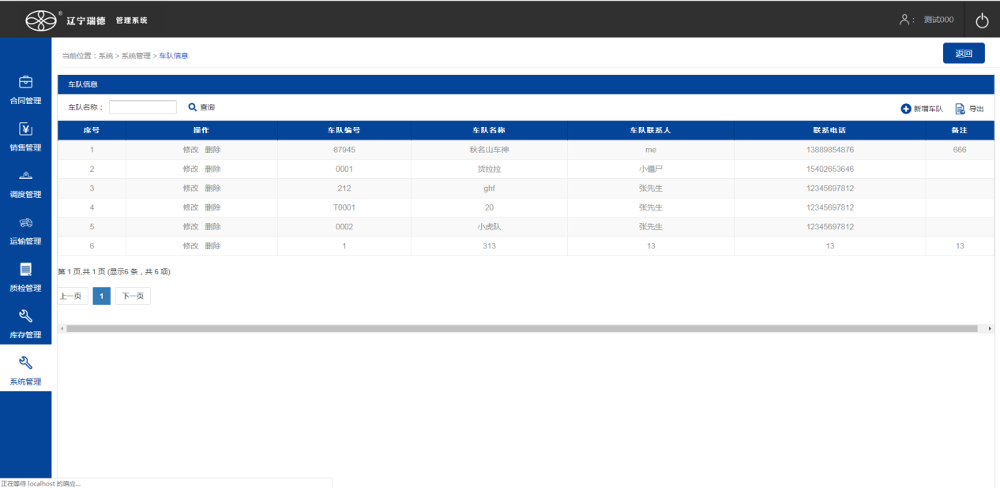 辽宁瑞德 管理系统 ： 测试000
当前位置：系统 > 系统管理 > 车队信息 返回
合同管理
销售管理
调度管理
运输管理
质检管理
库存管理
系统管理
车队信息
车队名称： 查询 新增车队 导出
序号 操作 车队编号 车队名称 车队联系人 联系电话 备注
1 修改 删除 87945 秋名山车神 me 13889854876 666
2 修改 删除 0001 货拉拉 小僵尸 15402653646
3 修改 删除 212 ghf 张先生 12345697812
4 修改 删除 T0001 20 张先生 12345697812
5 修改 删除 0002 小虎队 张先生 12345697812
6 修改 删除 1 313 13 13 13
第 1 页,共 1 页 (显示6 条，共 6 项)
上一页 1 下一页
正在等待 localhost 的响应...